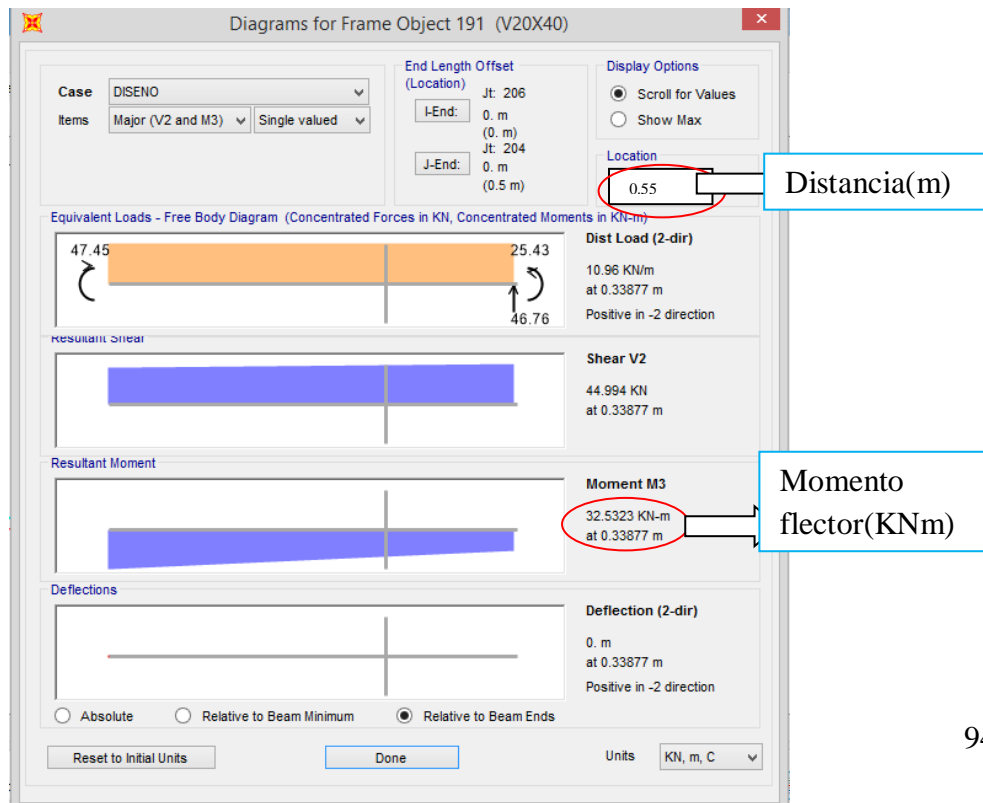 Diagrams for Frame Object 191 (V20X40)
Case DISENO
Items Major (V2 and M3) Single valued
End Length Offset
(Location)
Jt: 206
I-End: 0. m
(0. m)
Jt: 204
J-End: 0. m
(0.5 m)
Display Options
Scroll for Values
Show Max
Location
0.55
Distancia(m)
Equivalent Loads - Free Body Diagram (Concentrated Forces in KN, Concentrated Moments in KN-m)
47.45
25.43
46.76
Dist Load (2-dir)
10.96 KN/m
at 0.33877 m
Positive in -2 direction
Resultant Shear
Shear V2
44.994 KN
at 0.33877 m
Resultant Moment
Moment M3
32.5323 KN-m
at 0.33877 m
Momento
flector(KNm)
Deflections
Deflection (2-dir)
0. m
at 0.33877 m
Positive in -2 direction
Absolute Relative to Beam Minimum Relative to Beam Ends
Reset to Initial Units Done Units KN, m, C
94